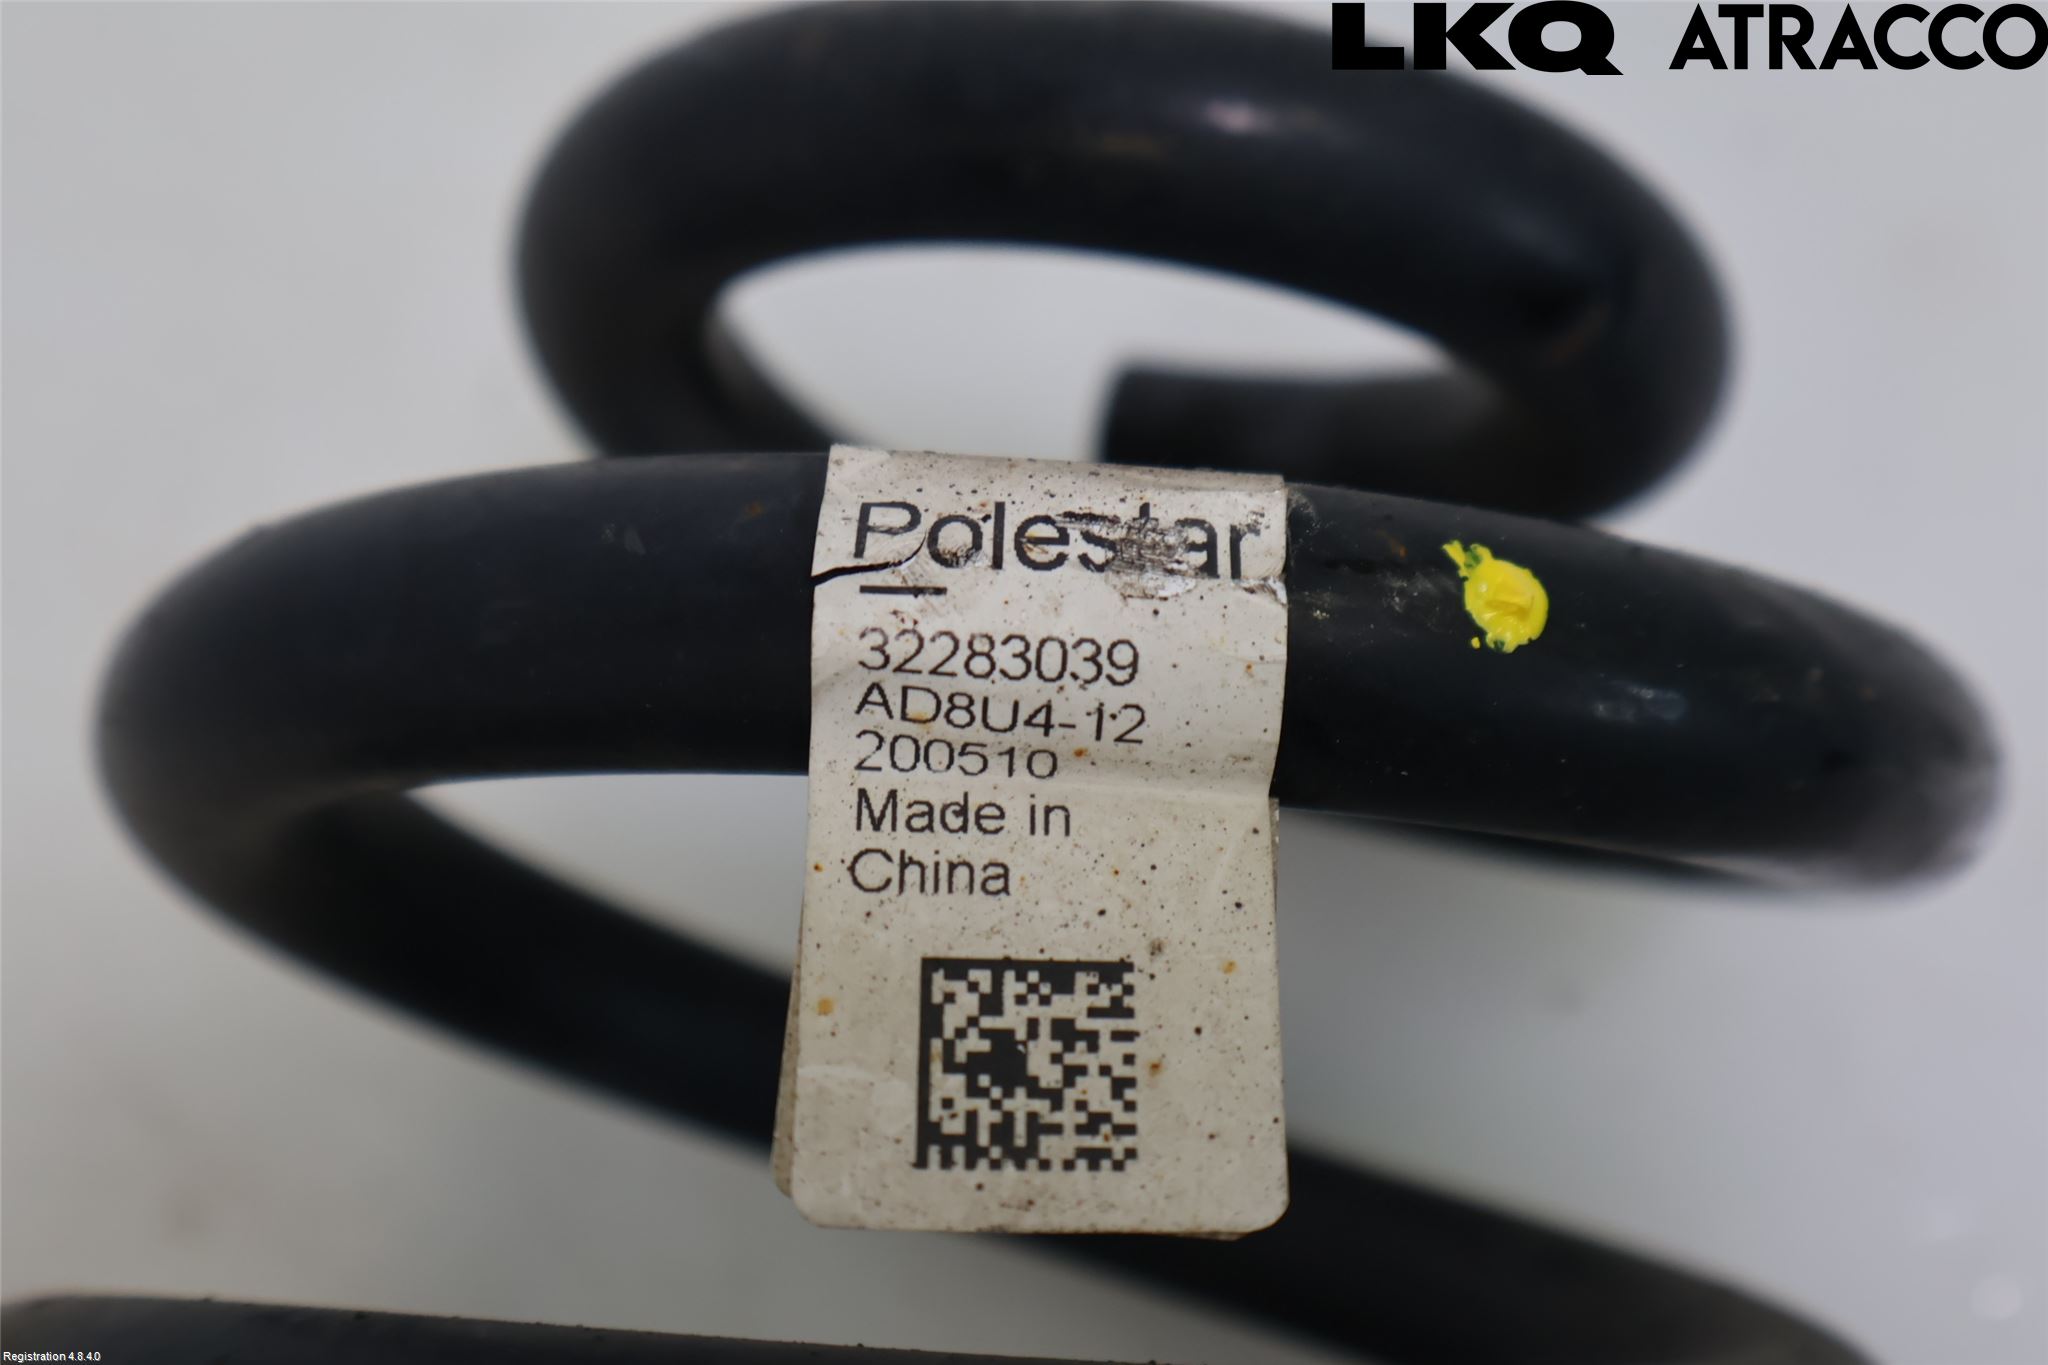 LKQ ATRACCO
Polestar
32283039
AD8U4-12
200510
Made in
China
Registration 4.8.4.0